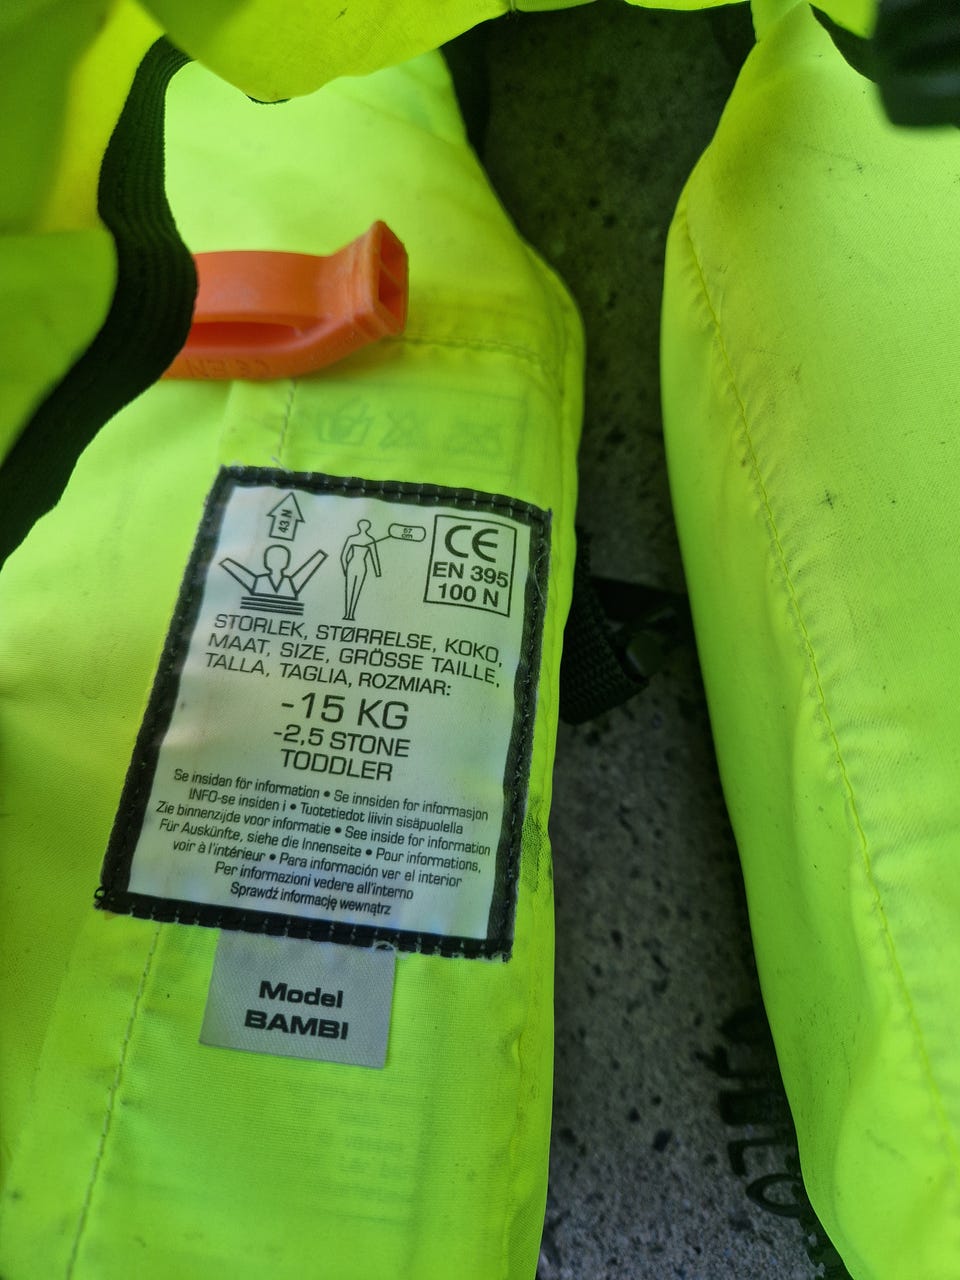 43 N
57
cm
CE
EN 395
100 N
STORLEK, STØRRELSE, KOKO,
MAAT, SIZE, GRÖSSE TAILLE,
TALLA, TAGLIA, ROZMIAR:
-15 KG
-2,5 STONE
TODDLER
Se insidan för information • Se innsiden for informasjon
INFO-se insiden i • Tuotetiedot liivin sisäpuolella
Zie binnenzijde voor informatie • See inside for information
Für Auskünfte, siehe die Innenseite • Pour informations,
voir à l'intérieur • Para información ver el interior
Per informazioni vedere all'interno
Sprawdź informację wewnątrz
Model
BAMBI
CE EN